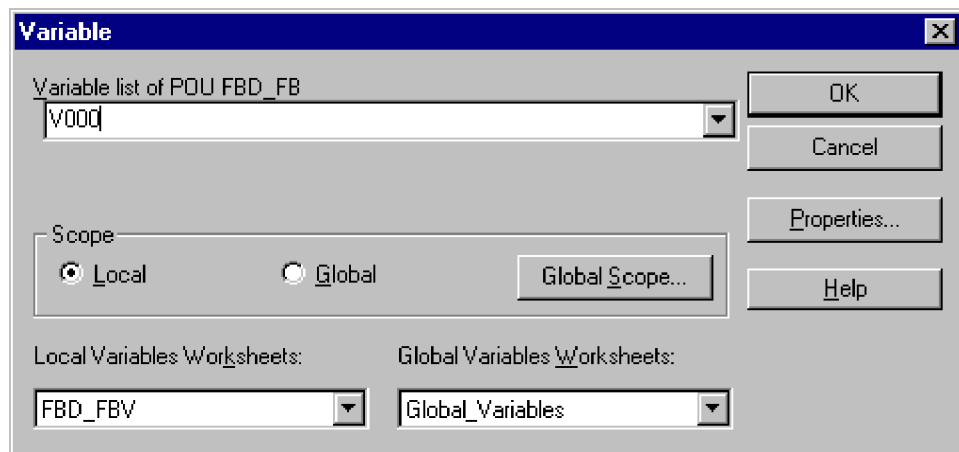 Variable
Variable list of POU FBD_FB
V000
OK
Cancel
Properties...
Scope
Local
Global
Global Scope...
Help
Local Variables Worksheets:
Global Variables Worksheets:
FBD_FBV
Global_Variables